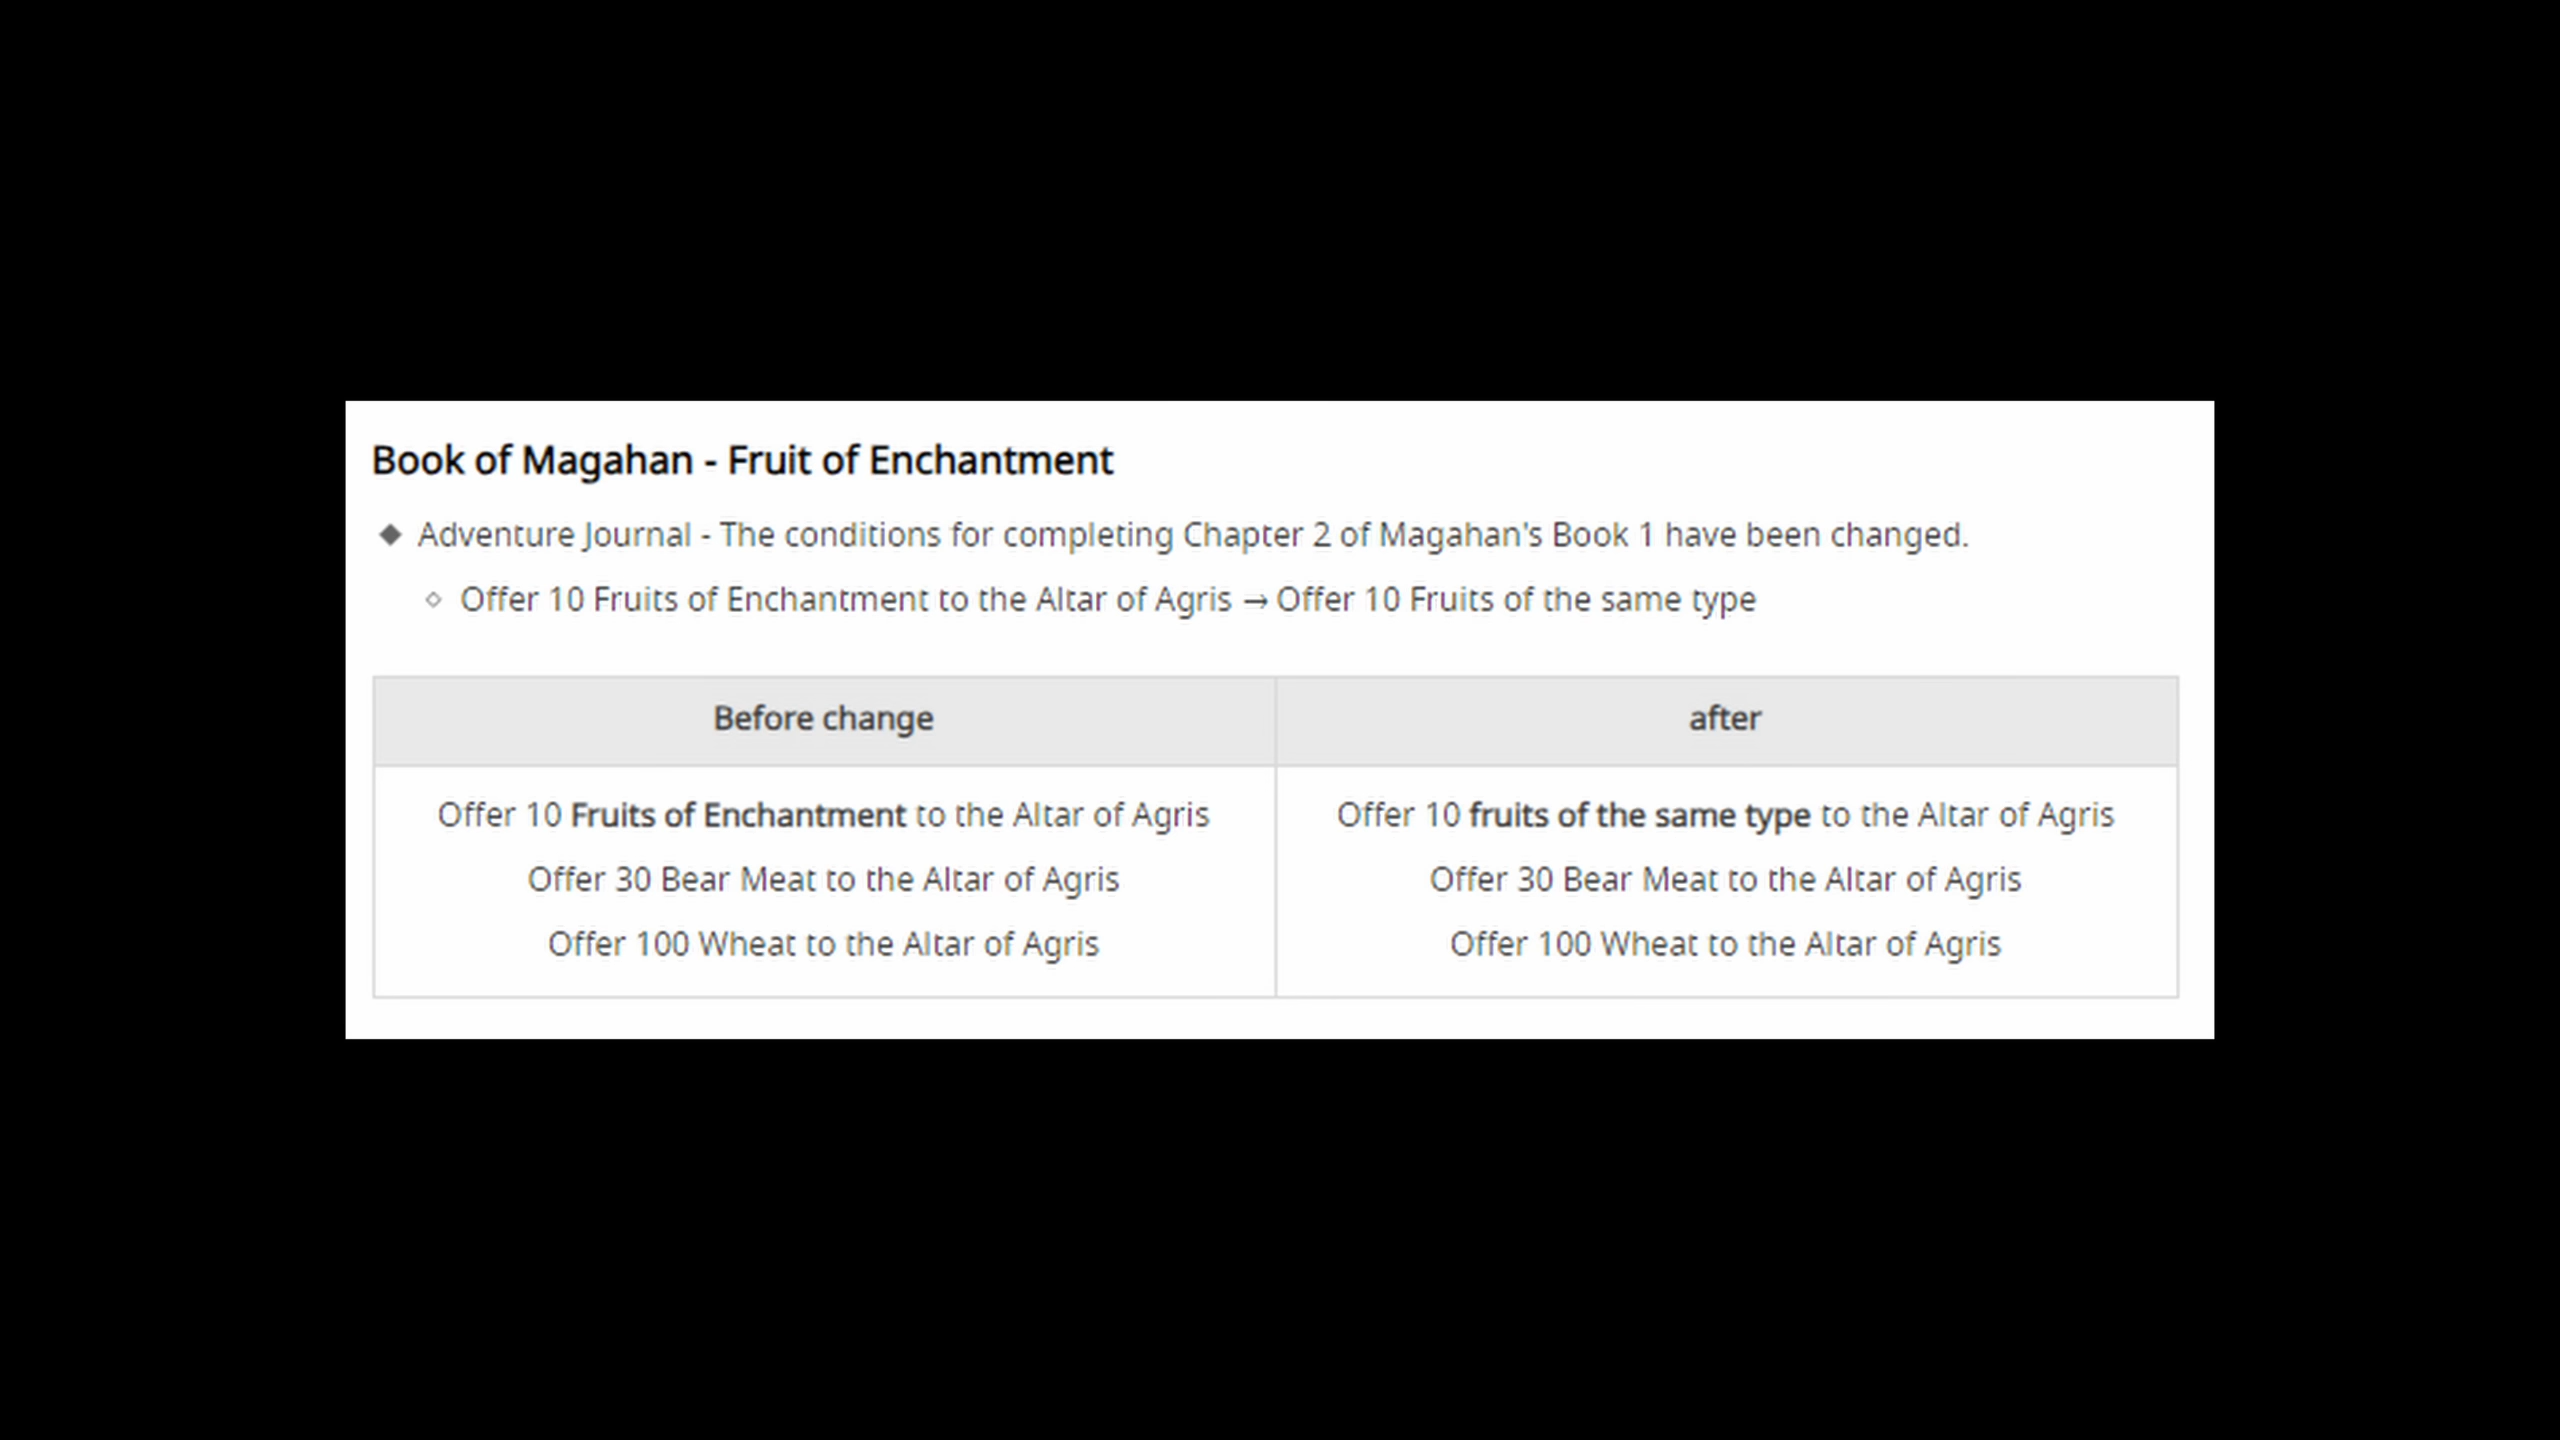 Book of Magahan - Fruit of Enchantment
◆ Adventure Journal - The conditions for completing Chapter 2 of Magahan's Book 1 have been changed.
◇ Offer 10 Fruits of Enchantment to the Altar of Agris → Offer 10 Fruits of the same type
Before change
after
Offer 10 Fruits of Enchantment to the Altar of Agris
Offer 30 Bear Meat to the Altar of Agris
Offer 100 Wheat to the Altar of Agris
Offer 10 fruits of the same type to the Altar of Agris
Offer 30 Bear Meat to the Altar of Agris
Offer 100 Wheat to the Altar of Agris